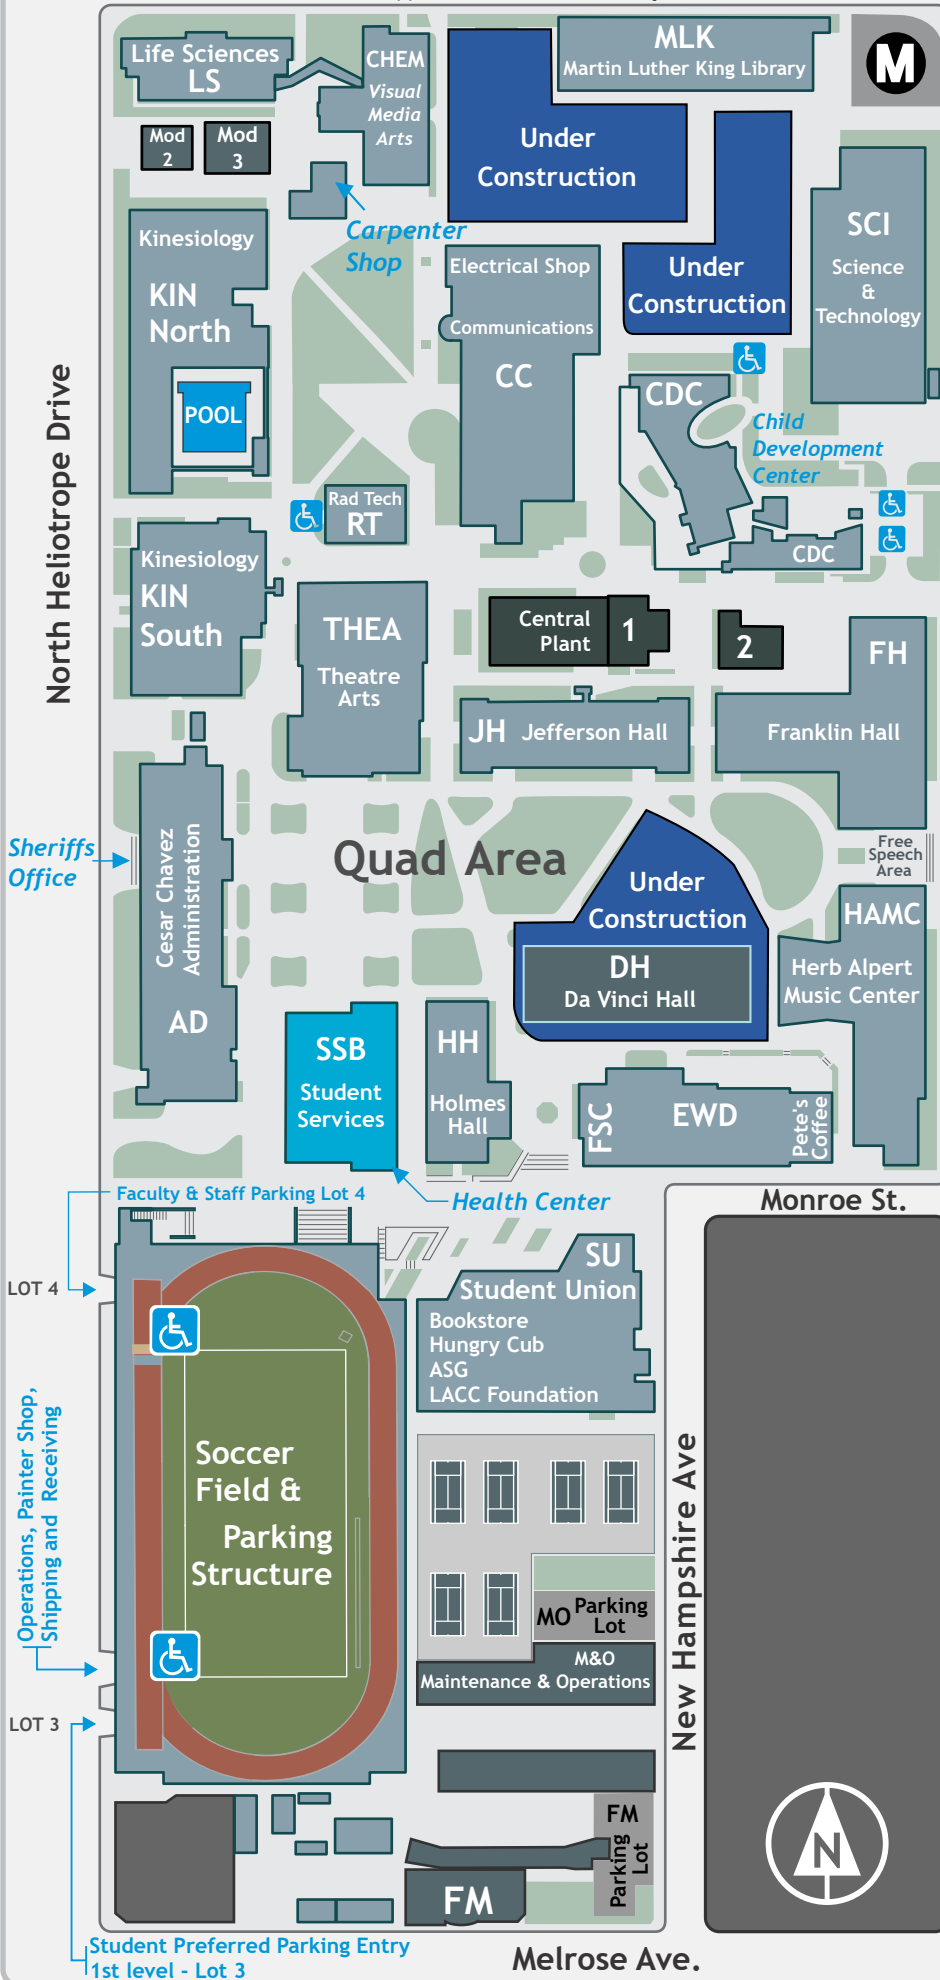 Life Sciences
LS
CHEM
Visual
Media
Arts
MLK
Martin Luther King Library
M
Mod
2
Mod
3
Under
Construction
Carpenter
Shop
Kinesiology
KIN
North
POOL
Electrical Shop
Communications
CC
Under
Construction
SCI
Science
&
Technology
CDC
Child
Development
Center
Rad Tech
RT
CDC
North Heliotrope Drive
Kinesiology
KIN
South
THEA
Theatre
Arts
Central
Plant
1
2
FH
Franklin Hall
JH Jefferson Hall
Sheriffs
Office
Cesar Chavez
Administration
AD
Quad Area
Free
Speech
Area
Under
Construction
DH
Da Vinci Hall
HAMC
Herb Alpert
Music Center
SSB
Student
Services
HH
Holmes
Hall
FSC
EWD
Pete's
Coffee
Health Center
Monroe St.
Faculty & Staff Parking Lot 4
LOT 4
SU
Student Union
Bookstore
Hungry Cub
ASG
LACC Foundation
Operations, Painter Shop,
Shipping and Receiving
Soccer
Field &
Parking
Structure
New Hampshire Ave
MO Parking
Lot
M&O
Maintenance & Operations
LOT 3
FM
Parking
Lot
FM
N
Student Preferred Parking Entry
1st level - Lot 3
Melrose Ave.